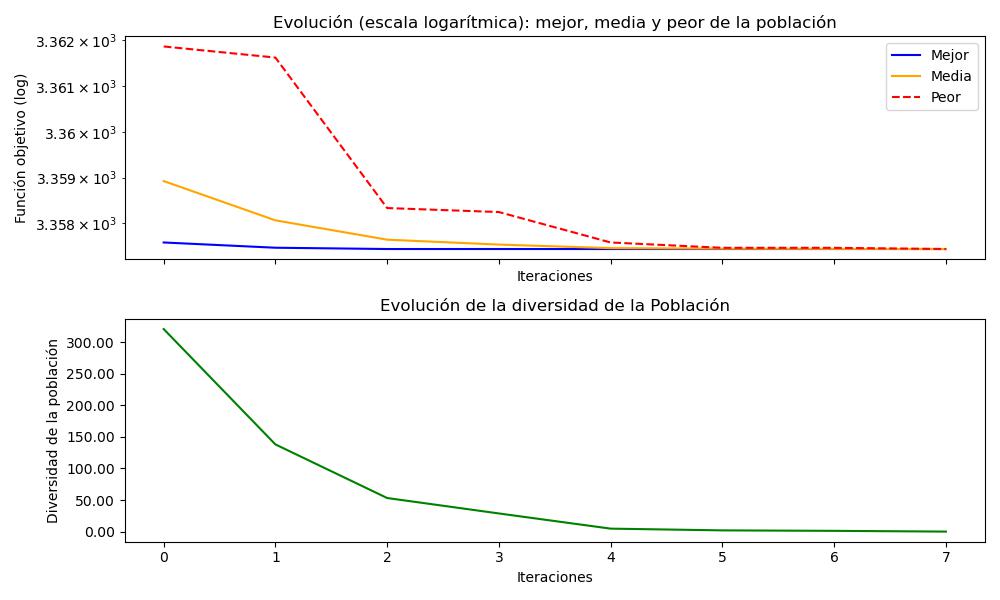 Evolución (escala logarítmica): mejor, media y peor de la población
3.362 × 10³
3.361 × 10³
3.36 × 10³
3.359 × 10³
3.358 × 10³
Función objetivo (log)
Mejor
Media
Peor
Iteraciones
Evolución de la diversidad de la Población
300.00
250.00
200.00
150.00
100.00
50.00
0.00
Diversidad de la población
0 1 2 3 4 5 6 7
Iteraciones